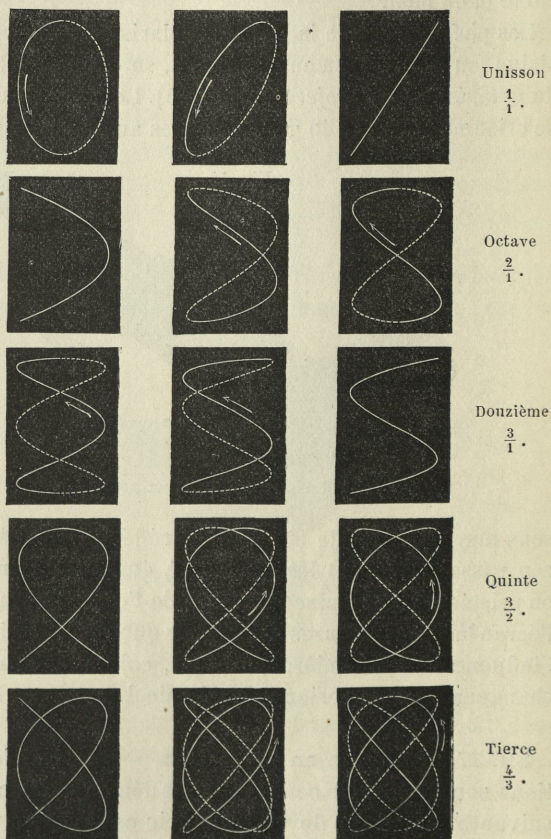 Unisson
1/1.
Octave
2/1.
Douzième
3/1.
Quinte
3/2.
Tierce
4/3.